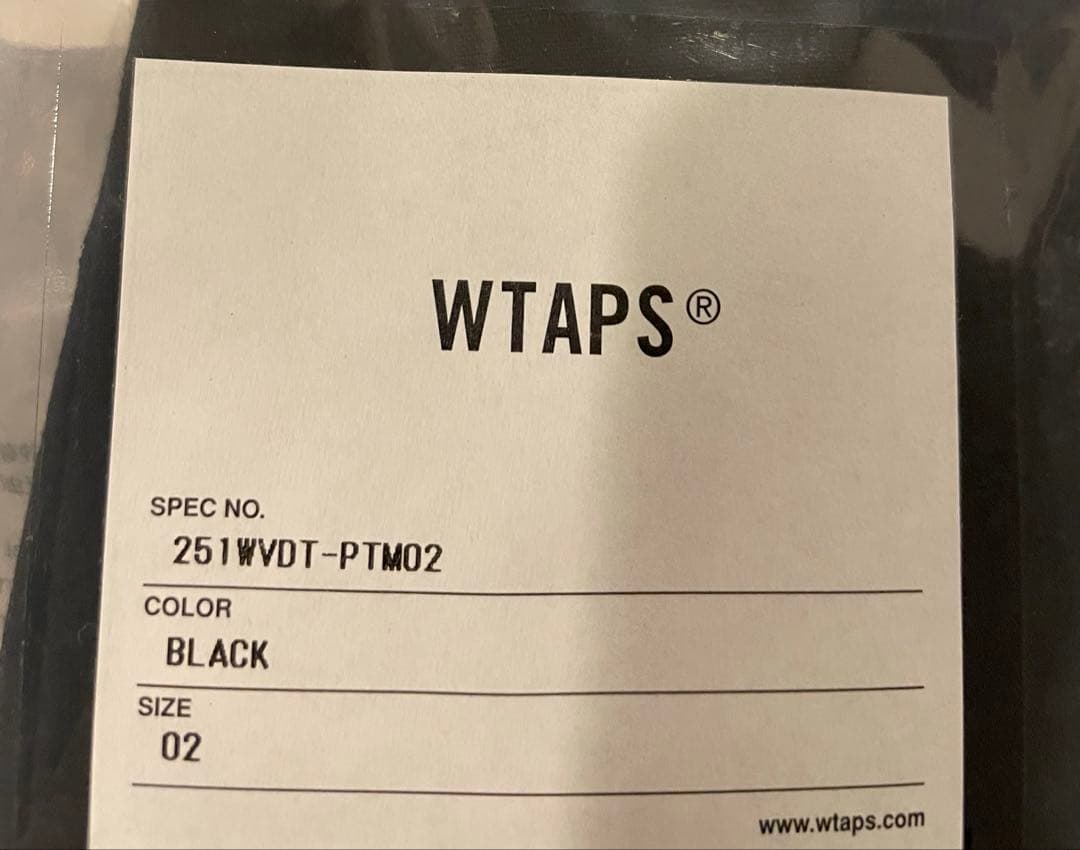 WTAPS®
SPEC NO.
251WVDT-PTM02
COLOR
BLACK
SIZE
02
www.wtaps.com